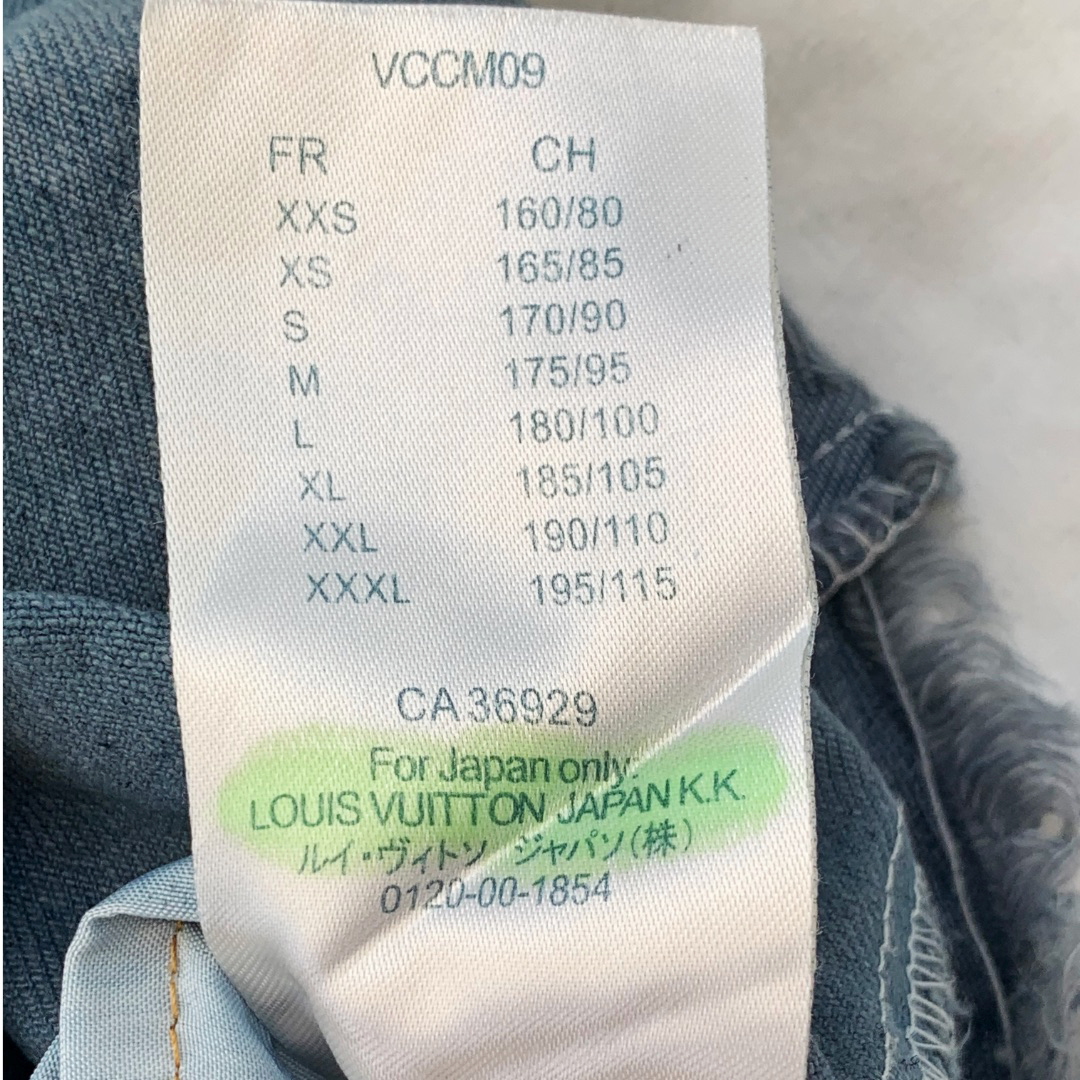 VCCM09
FR CH
XXS 160/80
XS 165/85
S 170/90
M 175/95
L 180/100
XL 185/105
XXL 190/110
XXXL 195/115
CA 36929
For Japan only:
LOUIS VUITTON JAPAN K.K.
ルイ・ヴィトソ ジャパソ(株)
0120-00-1854